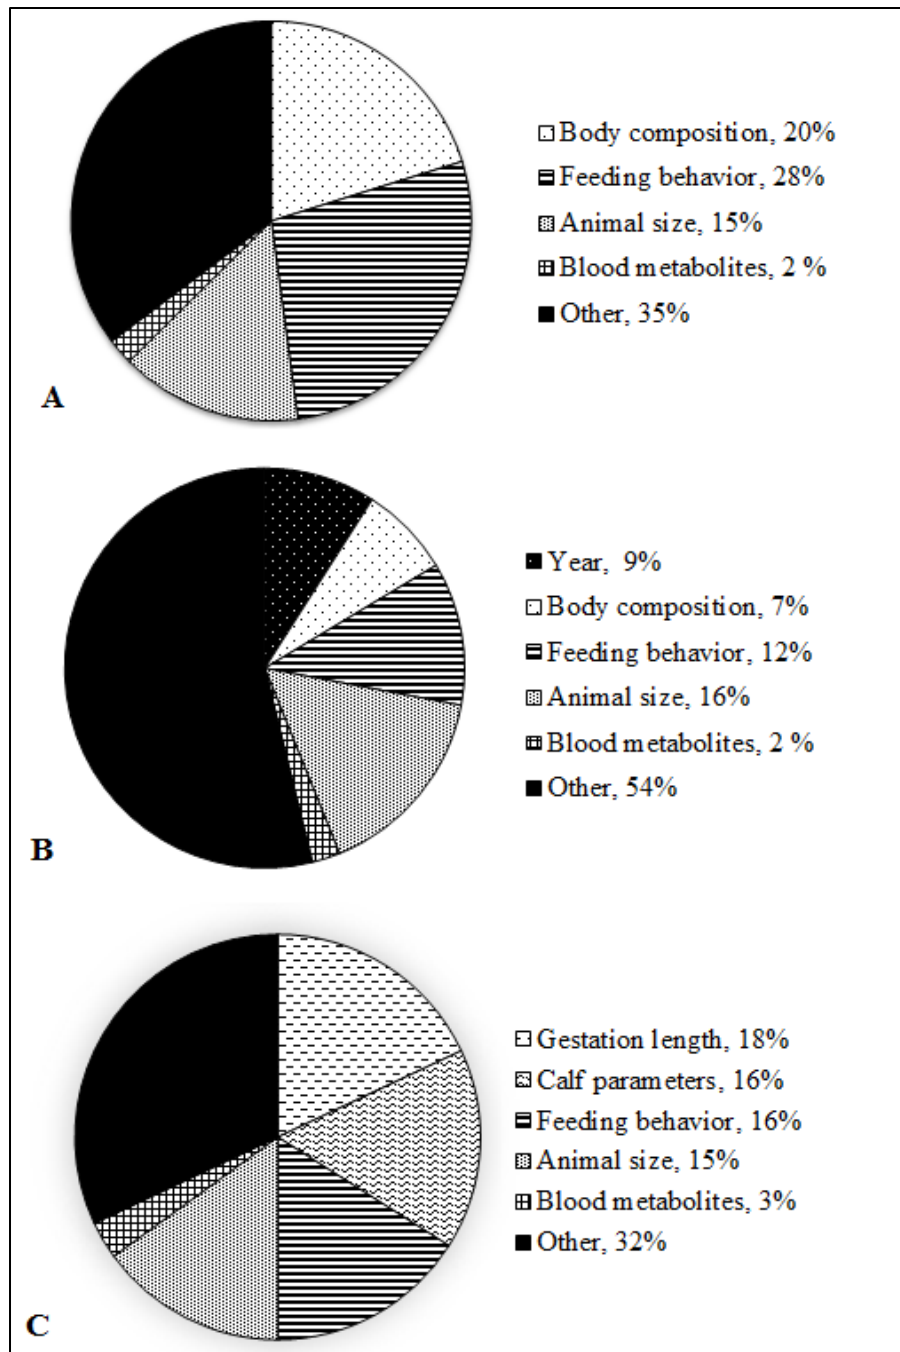 Body composition, 20%
Feeding behavior, 28%
Animal size, 15%
Blood metabolites, 2 %
Other, 35%
A
Year, 9%
Body composition, 7%
Feeding behavior, 12%
Animal size, 16%
Blood metabolites, 2 %
Other, 54%
B
Gestation length, 18%
Calf parameters, 16%
Feeding behavior, 16%
Animal size, 15%
Blood metabolites, 3%
Other, 32%
C